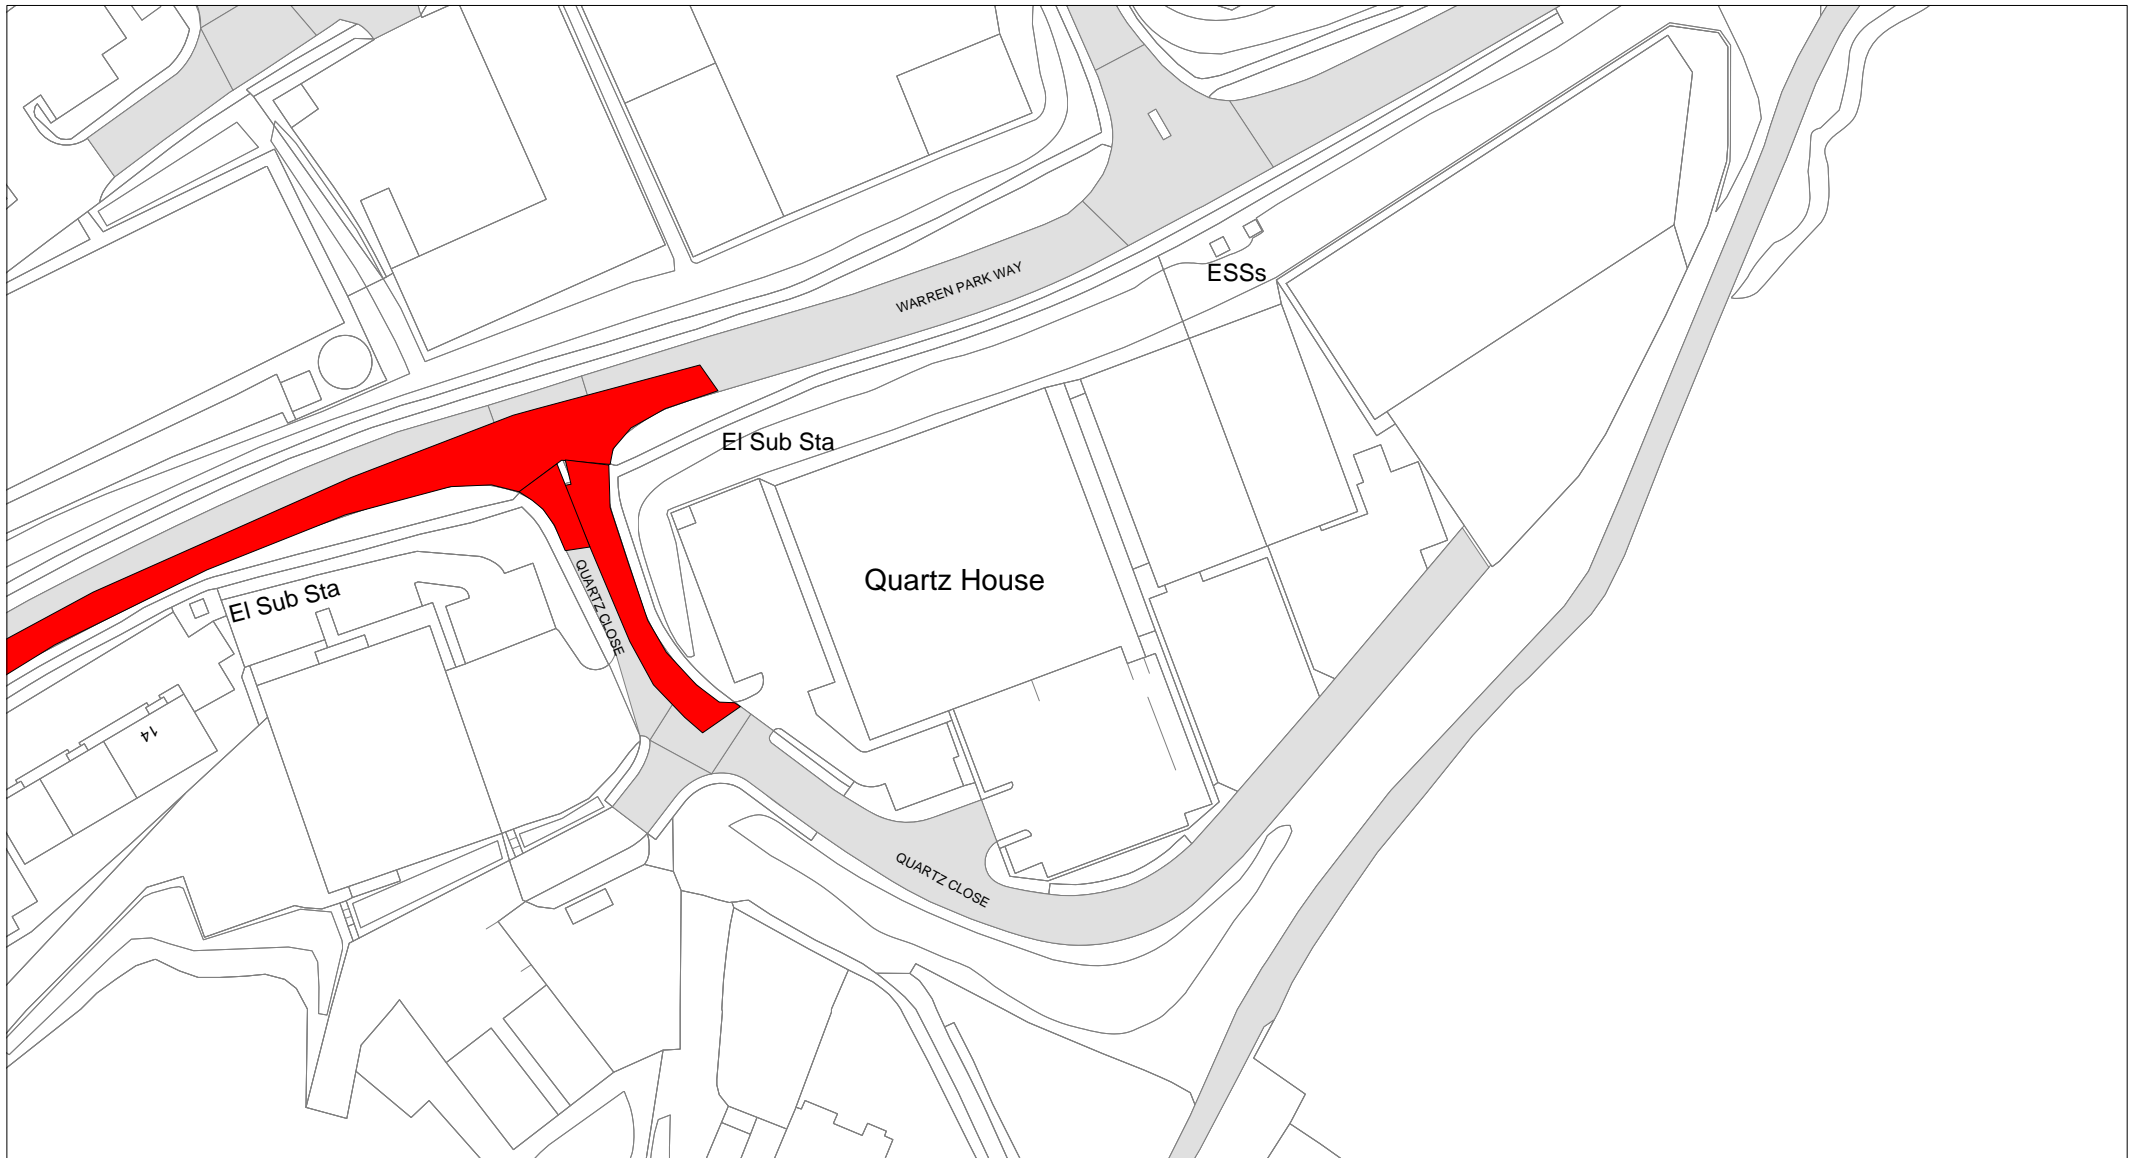 WARREN PARK WAY
ESSs
El Sub Sta
Quartz House
QUARTZ CLOSE
El Sub Sta
14
QUARTZ CLOSE